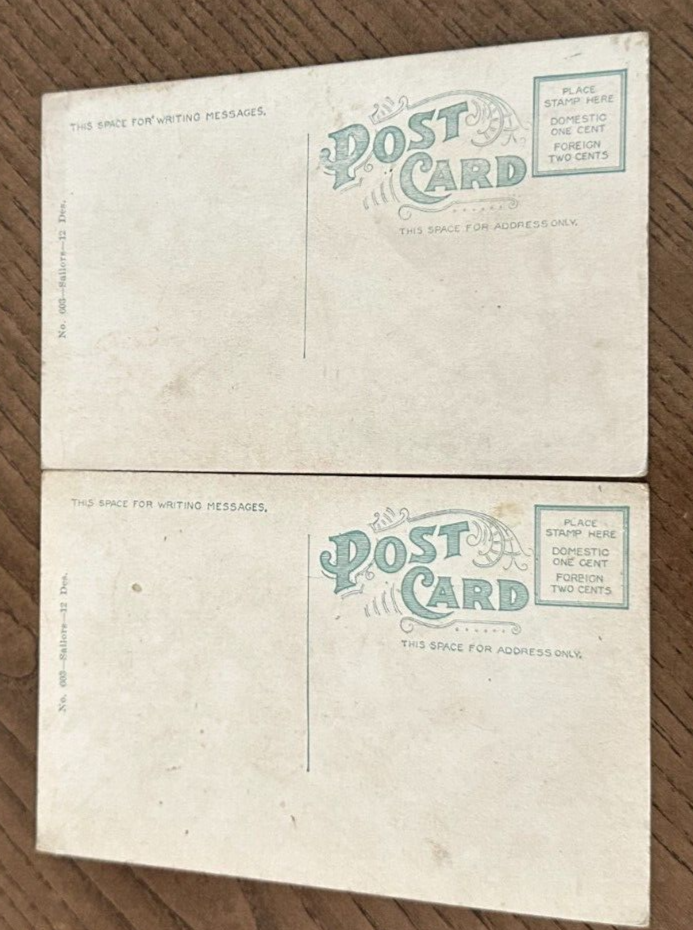 THIS SPACE FOR WRITING MESSAGES.
POST
CARD
PLACE
STAMP HERE
DOMESTIC
ONE CENT
FOREIGN
TWO CENTS
THIS SPACE FOR ADDRESS ONLY.
No. 603—Sailors—12 Des.
THIS SPACE FOR WRITING MESSAGES.
POST
CARD
PLACE
STAMP HERE
DOMESTIC
ONE CENT
FOREIGN
TWO CENTS
THIS SPACE FOR ADDRESS ONLY.
No. 603—Sailors—12 Des.